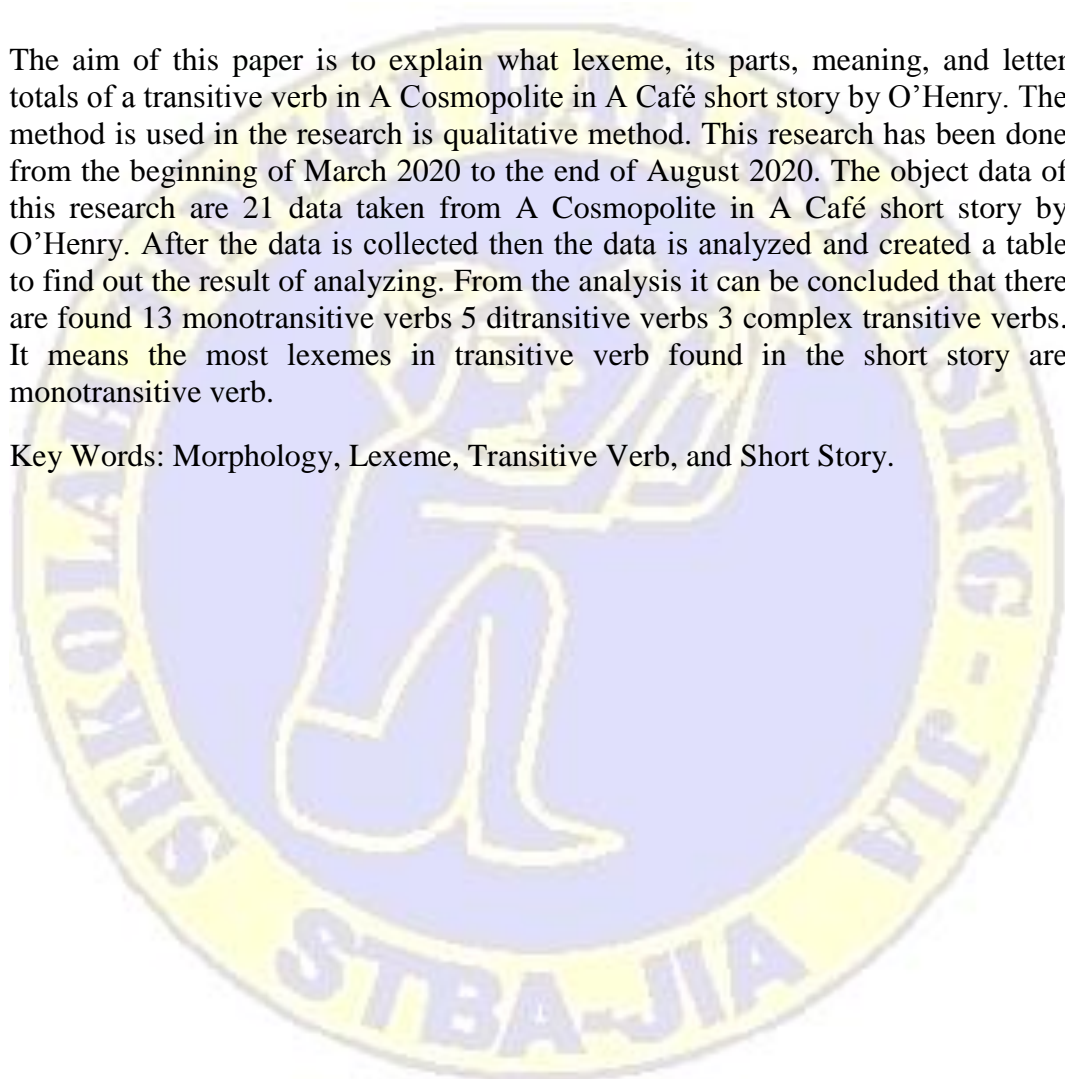 The aim of this paper is to explain what lexeme, its parts, meaning, and letter
totals of a transitive verb in A Cosmopolite in A Café short story by O’Henry. The
method is used in the research is qualitative method. This research has been done
from the beginning of March 2020 to the end of August 2020. The object data of
this research are 21 data taken from A Cosmopolite in A Café short story by
O’Henry. After the data is collected then the data is analyzed and created a table
to find out the result of analyzing. From the analysis it can be concluded that there
are found 13 monotransitive verbs 5 ditransitive verbs 3 complex transitive verbs.
It means the most lexemes in transitive verb found in the short story are
monotransitive verb.
Key Words: Morphology, Lexeme, Transitive Verb, and Short Story.
STBA-JIA